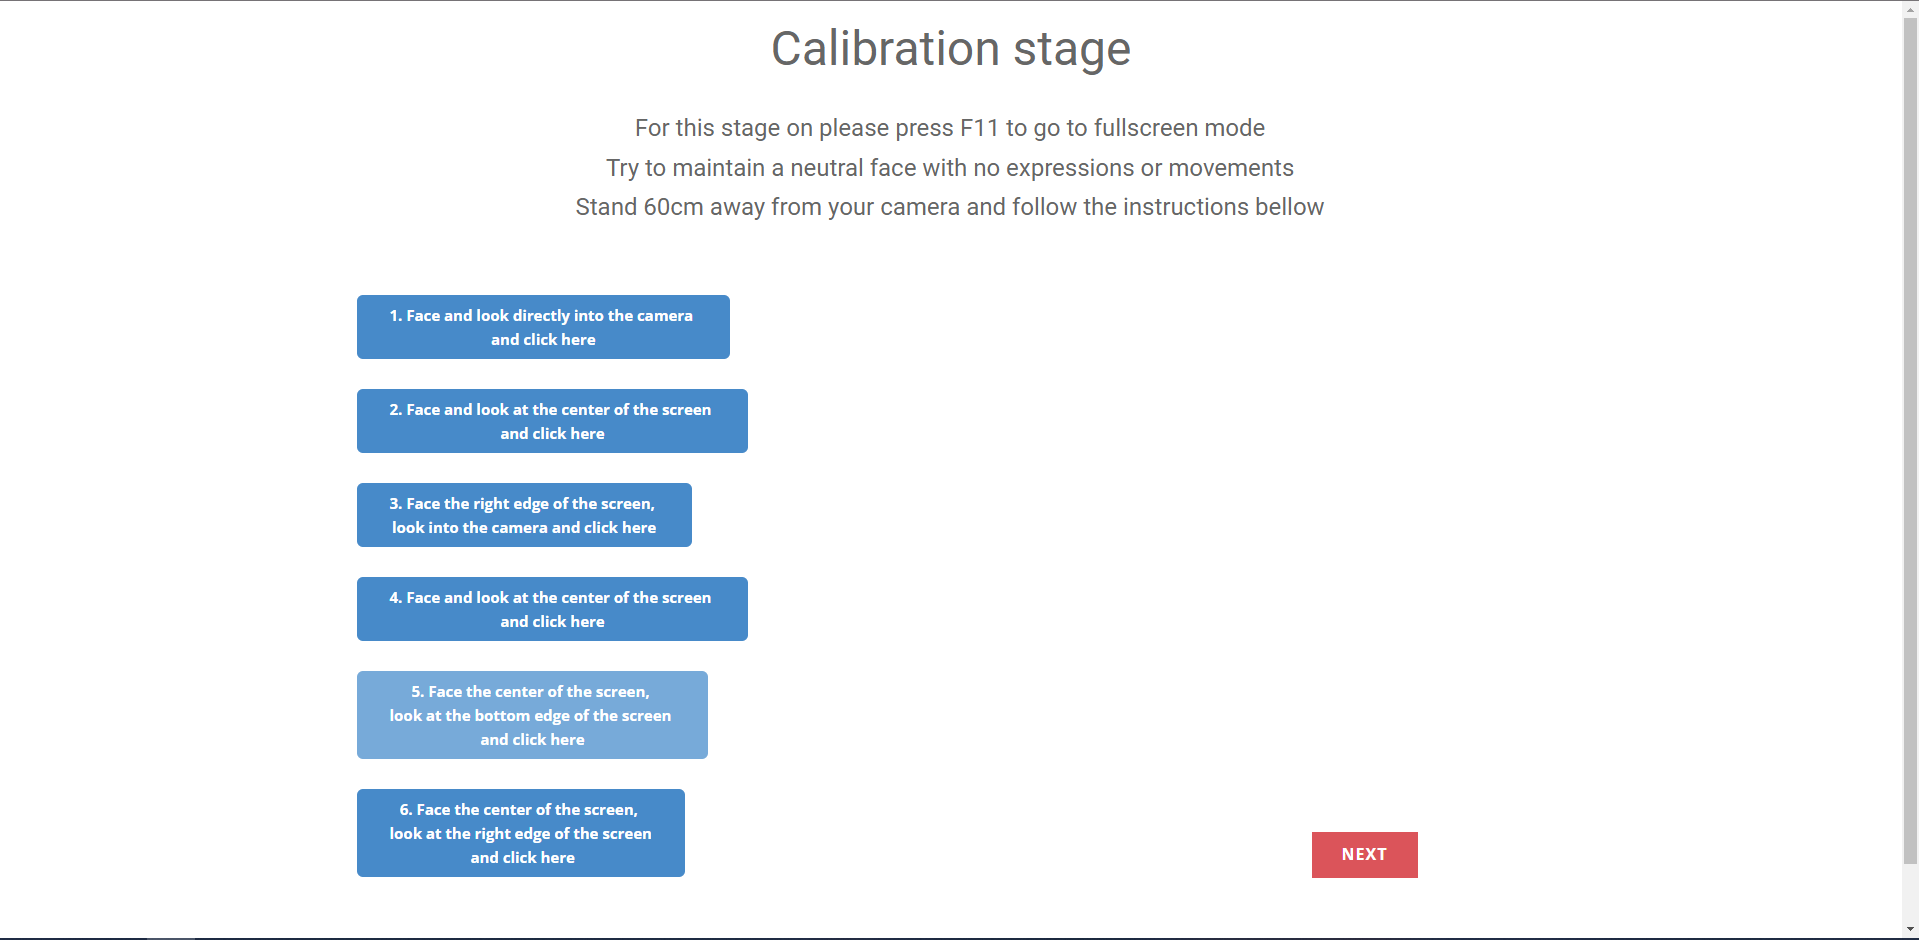 Calibration stage
For this stage on please press F11 to go to fullscreen mode
Try to maintain a neutral face with no expressions or movements
Stand 60cm away from your camera and follow the instructions bellow
1. Face and look directly into the camera
and click here
2. Face and look at the center of the screen
and click here
3. Face the right edge of the screen,
look into the camera and click here
4. Face and look at the center of the screen
and click here
5. Face the center of the screen,
look at the bottom edge of the screen
and click here
6. Face the center of the screen,
look at the right edge of the screen
and click here
NEXT